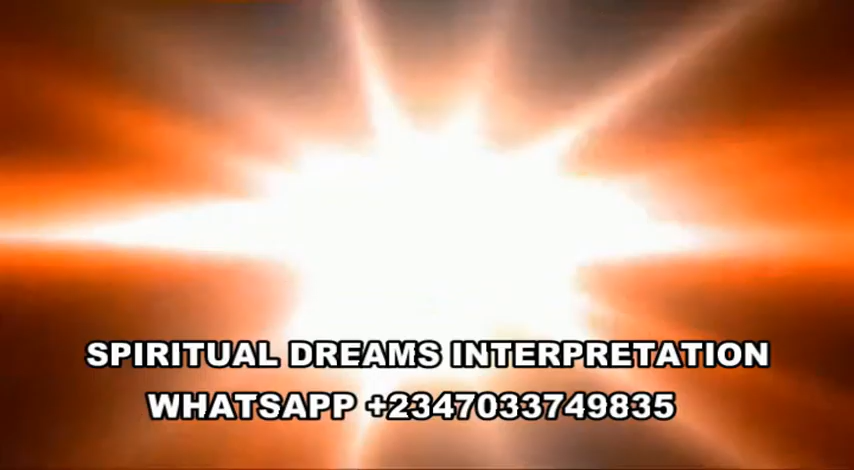 SPIRITUAL DREAMS INTERPRETATION
WHATSAPP +2347033749835